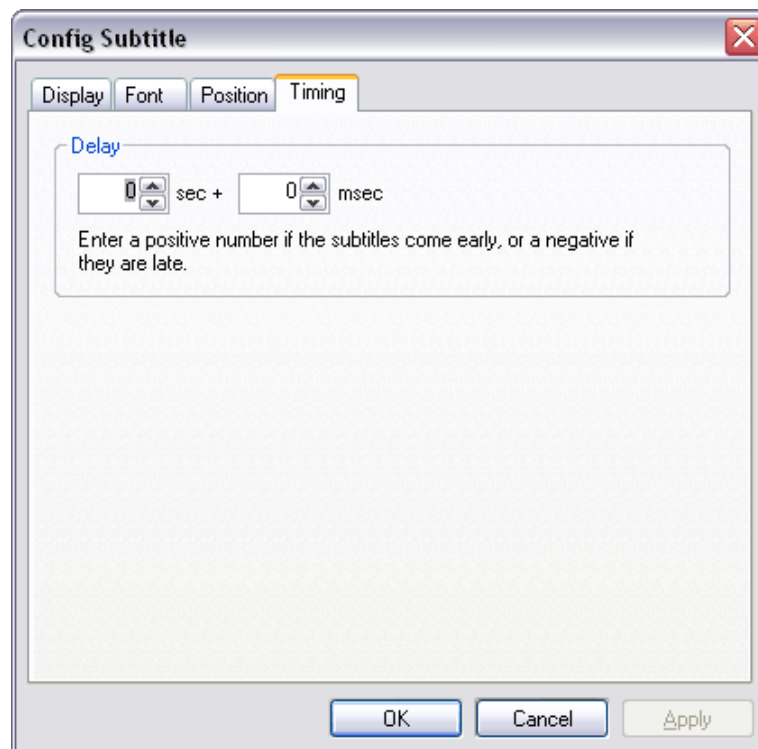 Config Subtitle
Display Font Position Timing
Delay
0 sec + 0 msec
Enter a positive number if the subtitles come early, or a negative if
they are late.
OK Cancel Apply